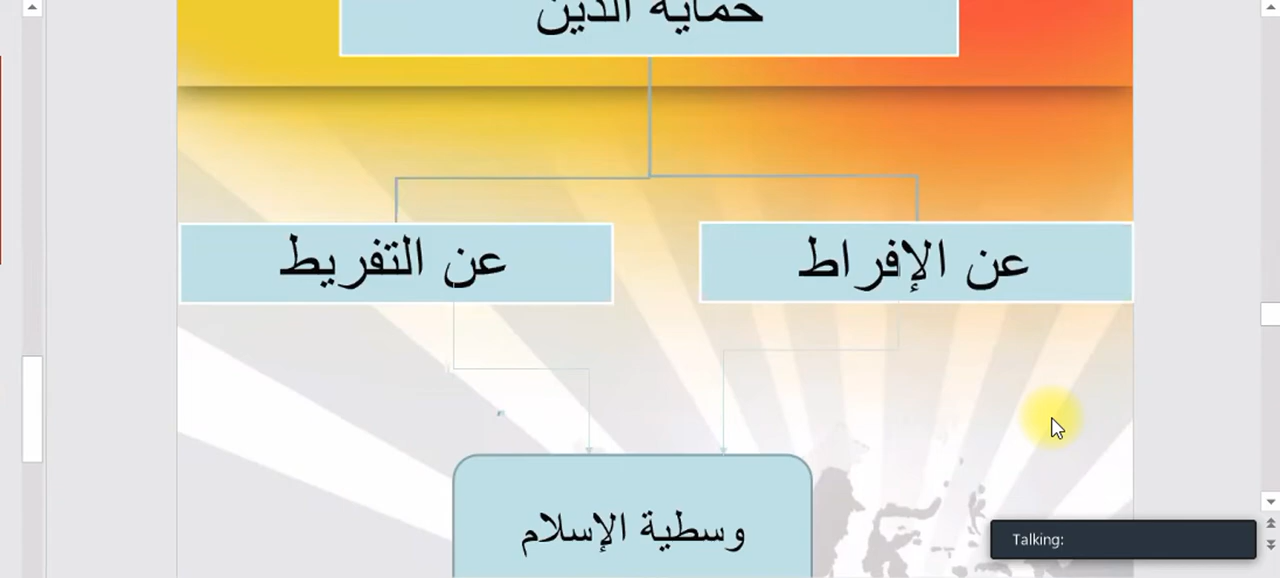 حماية الدين
عن الإفراط
عن التفريط
وسطية الإسلام
Talking: